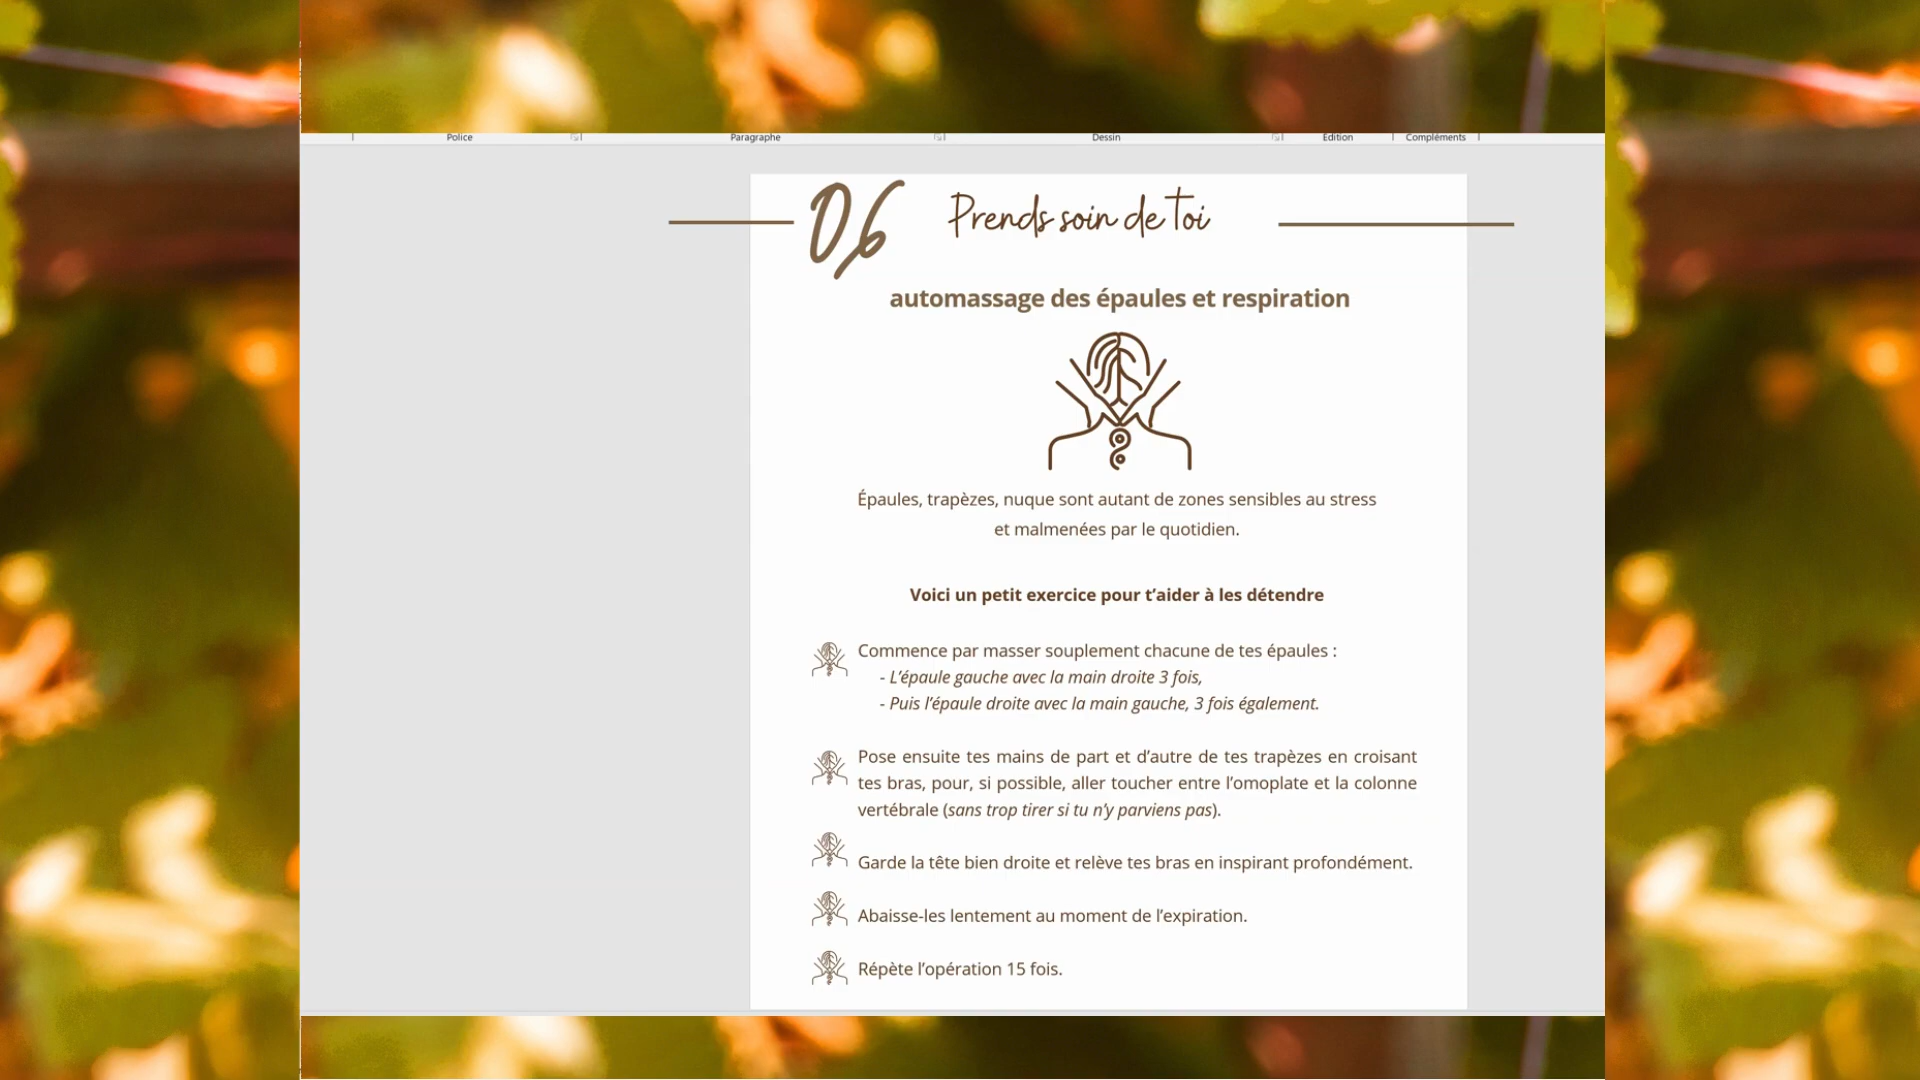 Police Paragraphe Dessin Edition Compléments
06 Prends soin de toi
automassage des épaules et respiration
Épaules, trapèzes, nuque sont autant de zones sensibles au stress
et malmenées par le quotidien.
Voici un petit exercice pour t’aider à les détendre
Commence par masser souplement chacune de tes épaules :
- L’épaule gauche avec la main droite 3 fois,
- Puis l’épaule droite avec la main gauche, 3 fois également.
Pose ensuite tes mains de part et d’autre de tes trapèzes en croisant
tes bras, pour, si possible, aller toucher entre l’omoplate et la colonne
vertébrale (sans trop tirer si tu n’y parviens pas).
Garde la tête bien droite et relève tes bras en inspirant profondément.
Abaisse-les lentement au moment de l’expiration.
Répète l’opération 15 fois.